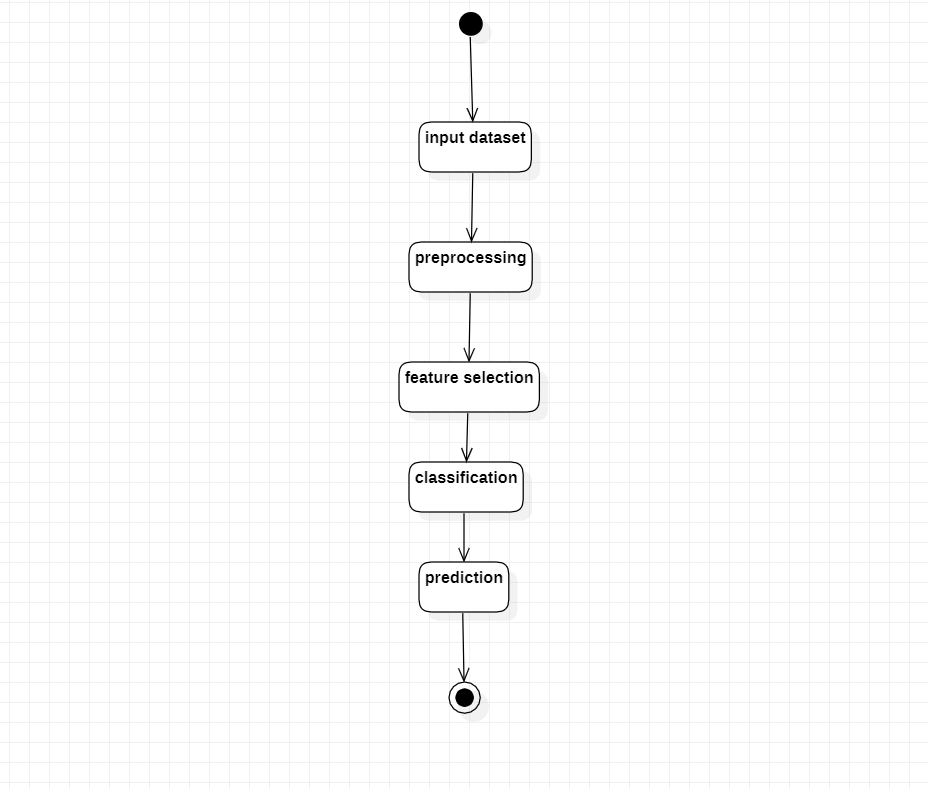 input dataset
preprocessing
feature selection
classification
prediction